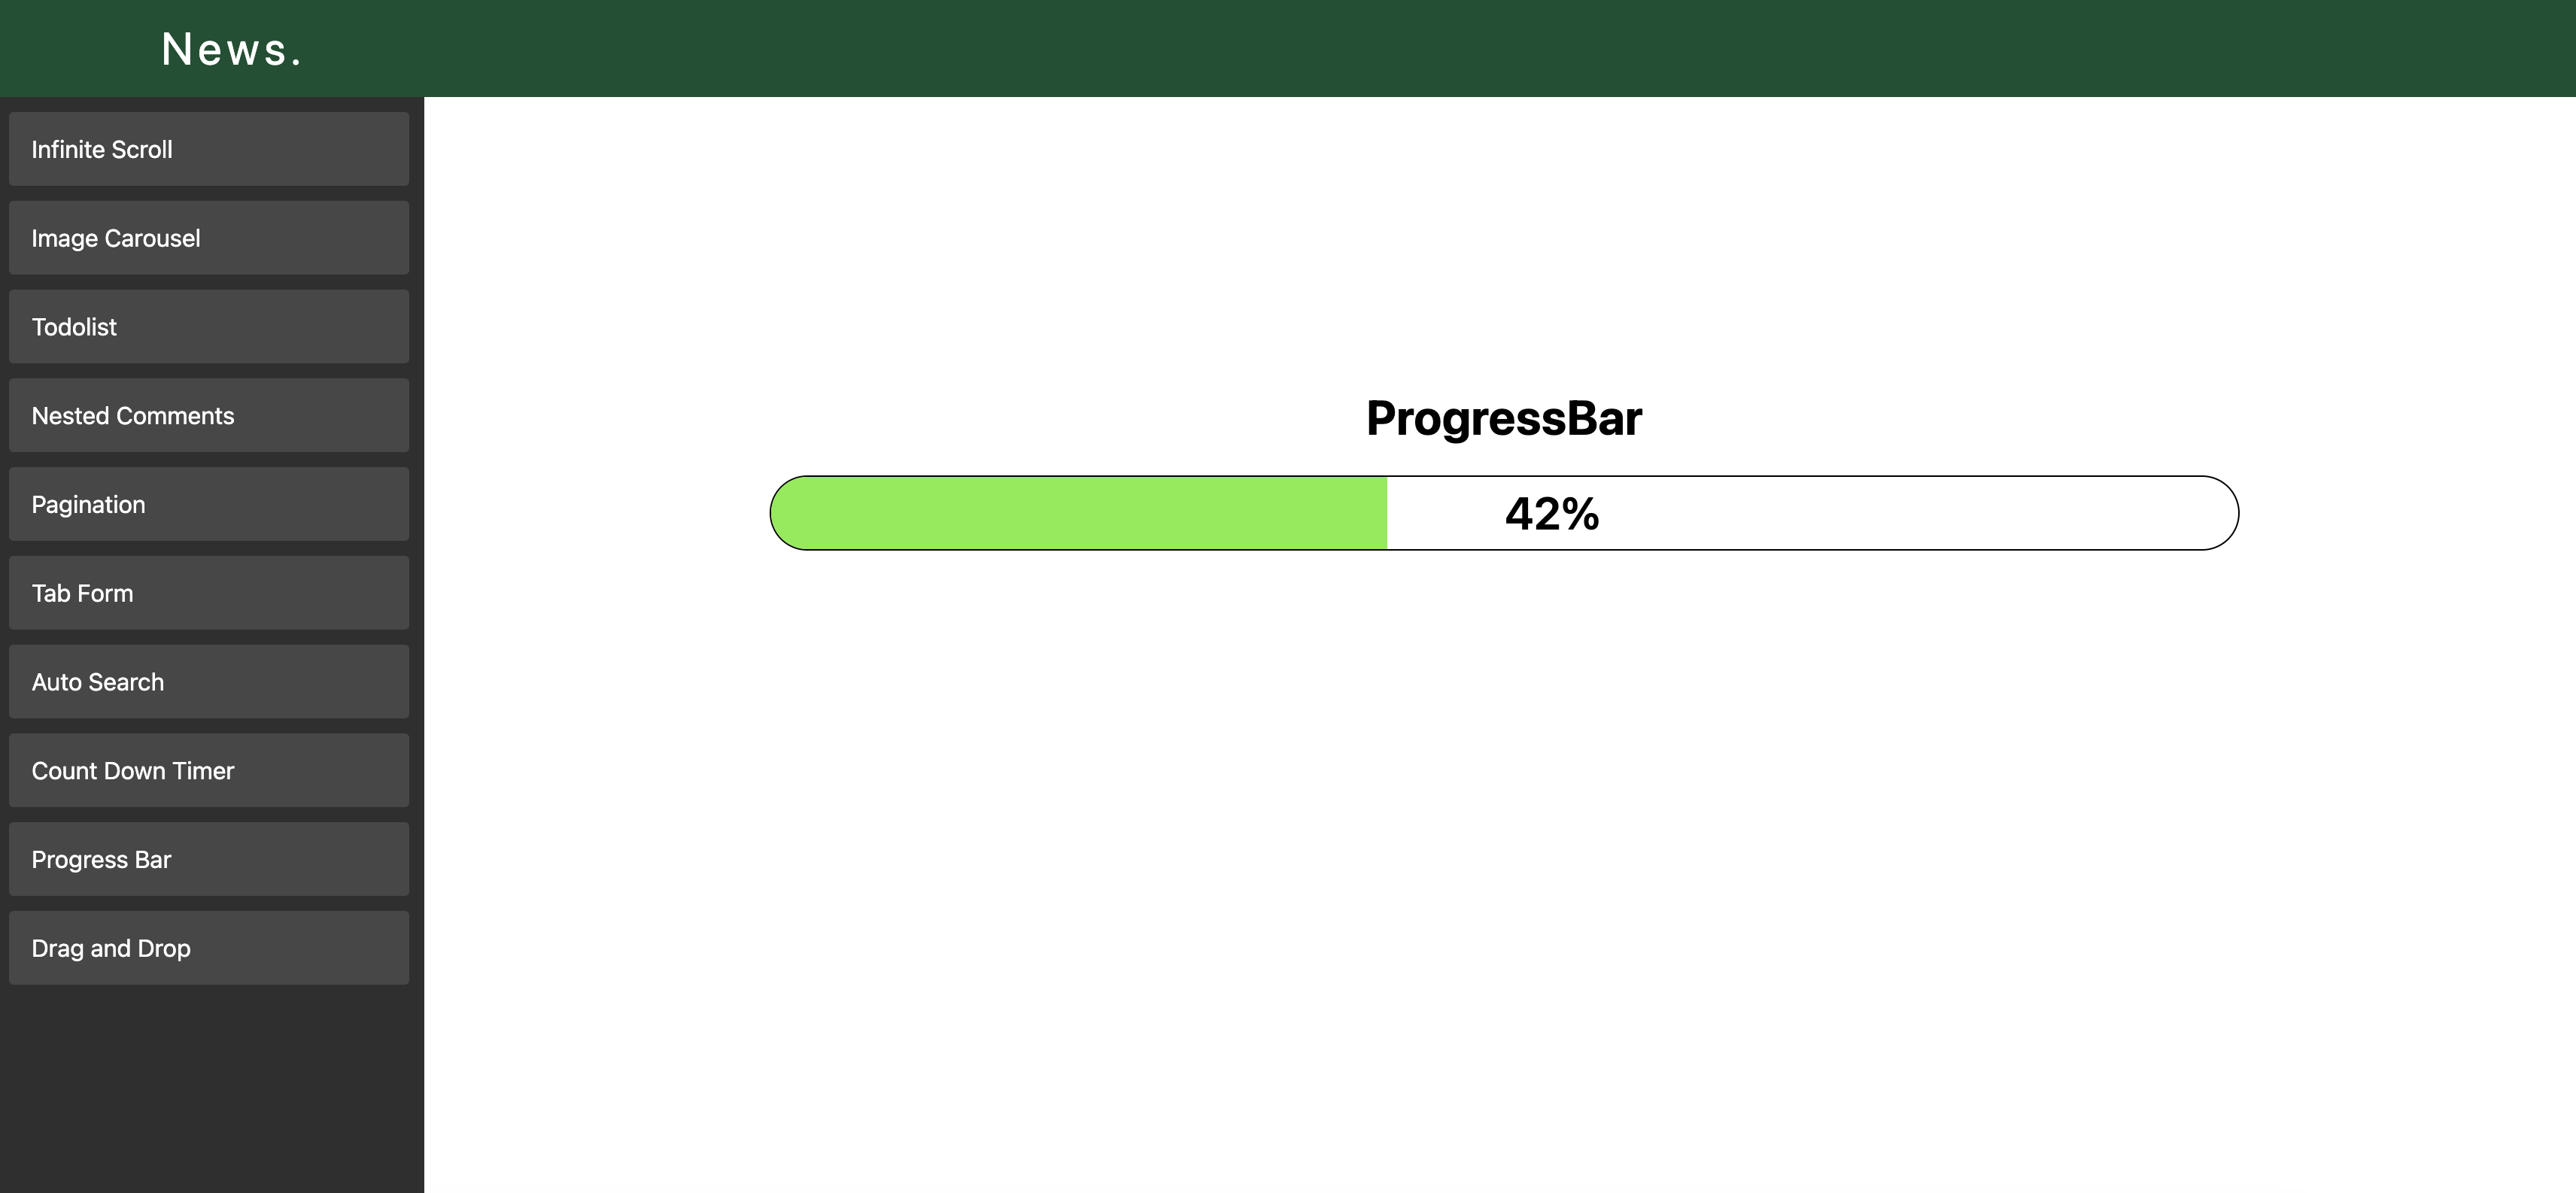 News.
Infinite Scroll
Image Carousel
Todolist
Nested Comments
Pagination
Tab Form
Auto Search
Count Down Timer
Progress Bar
Drag and Drop
ProgressBar
42%